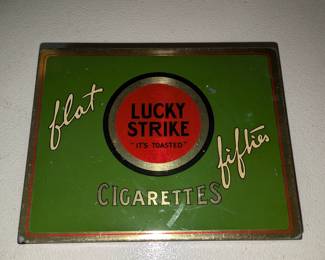 flat
LUCKY
STRIKE
"IT'S TOASTED"
fifties
CIGARETTES